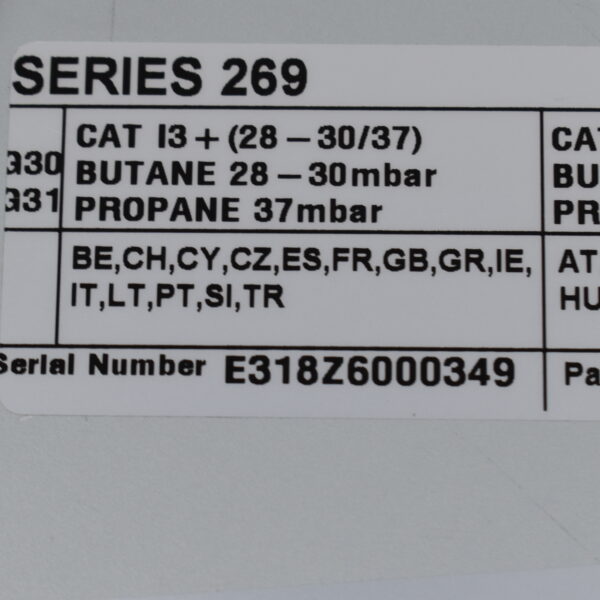 SERIES 269
G30 CAT I3 + (28 – 30/37) CAT
G31 BUTANE 28 – 30mbar BU
PROPANE 37mbar PR
BE,CH,CY,CZ,ES,FR,GB,GR,IE, AT
IT,LT,PT,SI,TR HU
Serial Number E318Z6000349 Pa